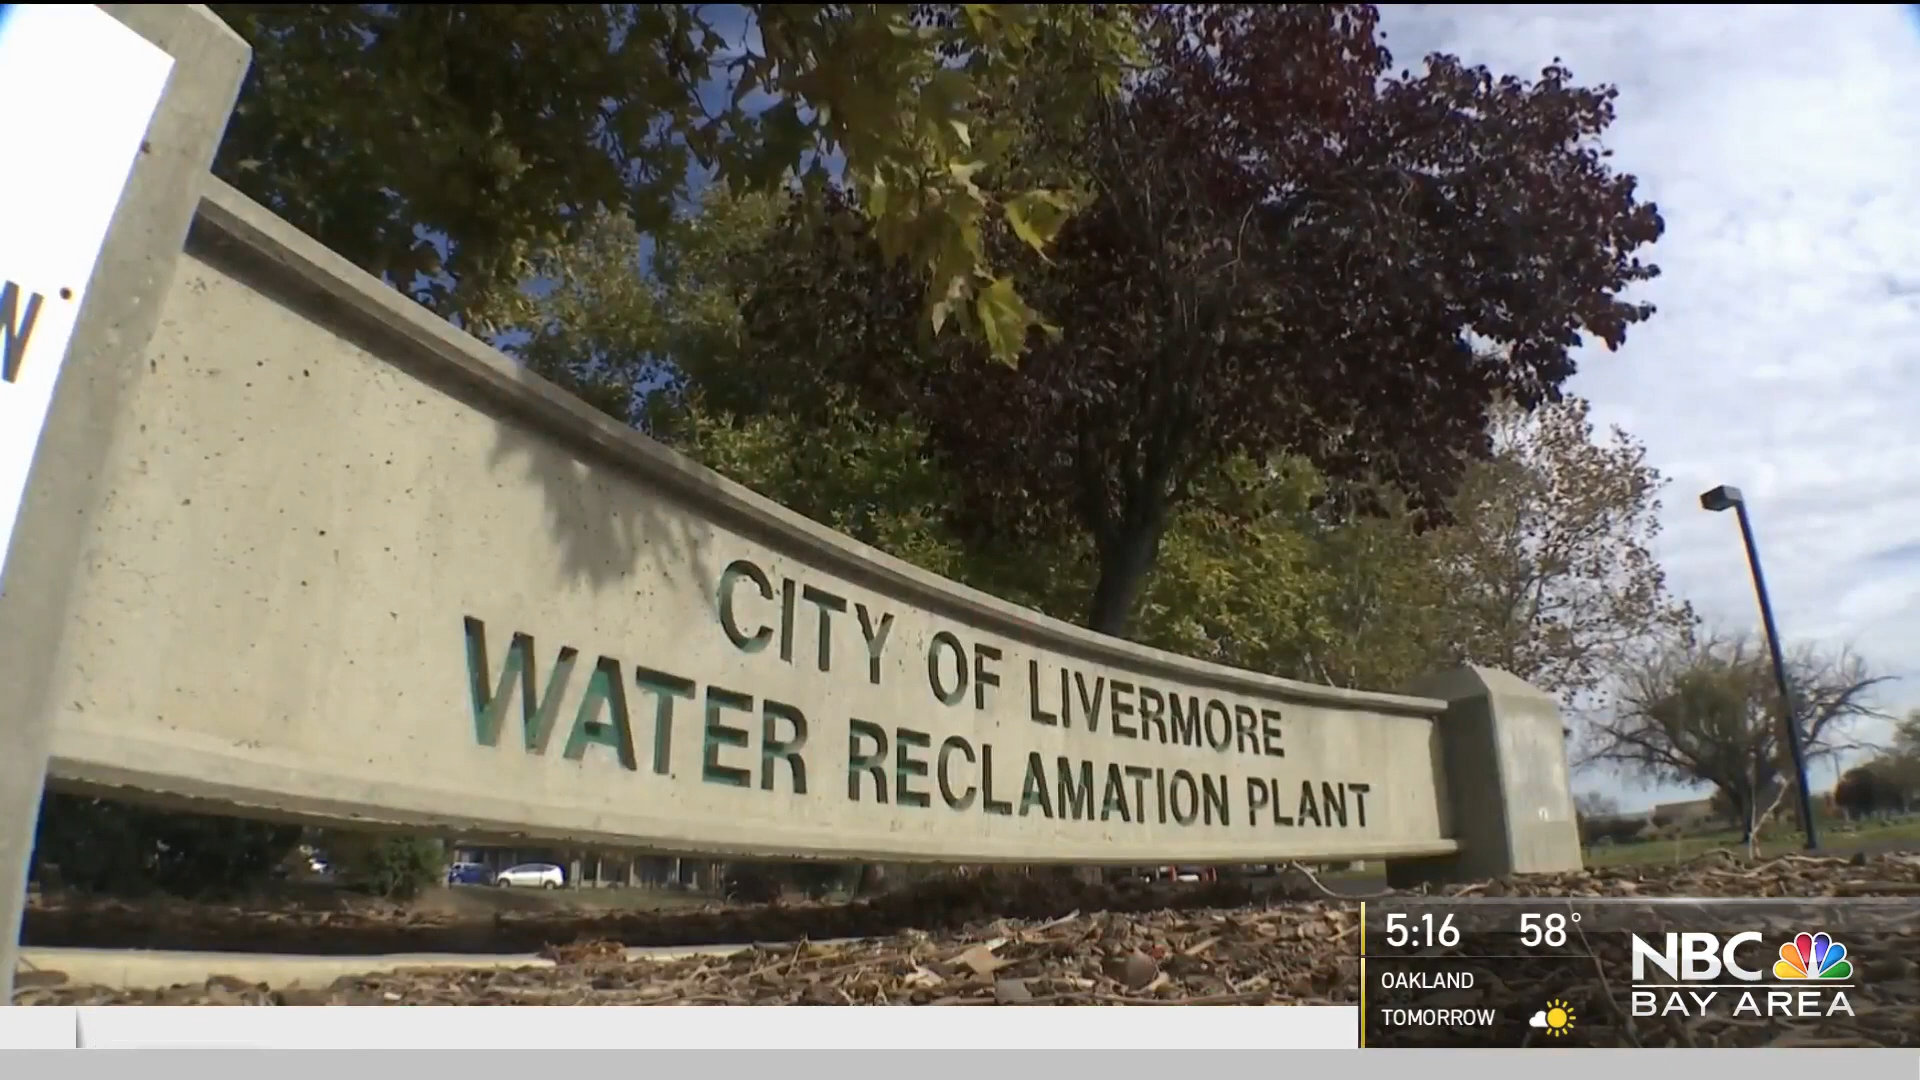 N
CITY OF LIVERMORE
WATER RECLAMATION PLANT
5:16 58°
OAKLAND
TOMORROW
NBC
BAY AREA